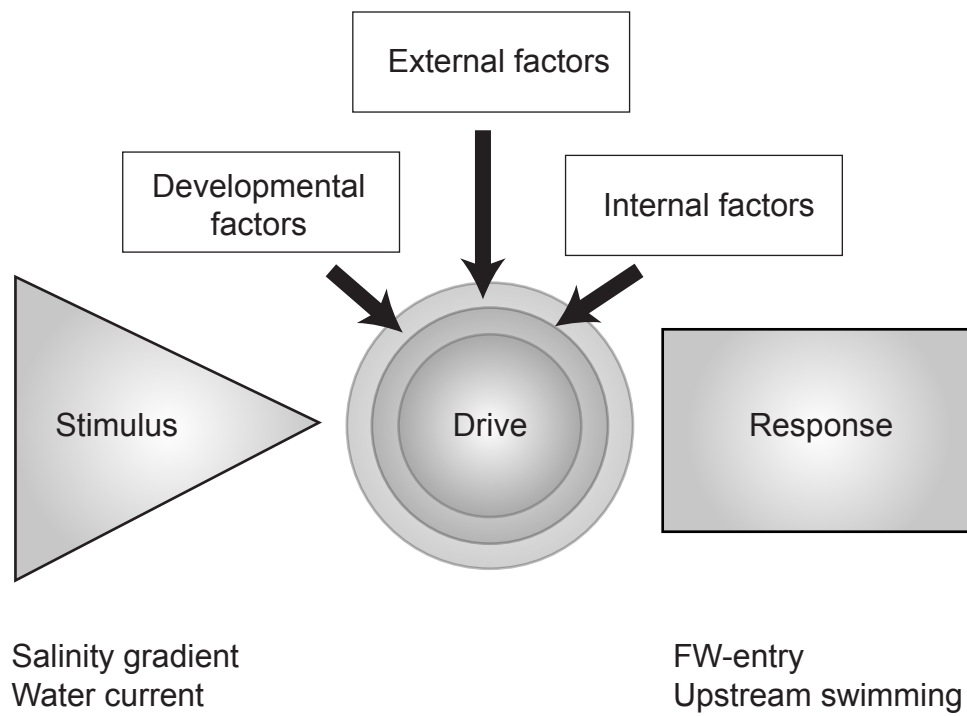 External factors
Developmental
factors
Internal factors
Stimulus
Drive
Response
Salinity gradient
Water current
FW-entry
Upstream swimming